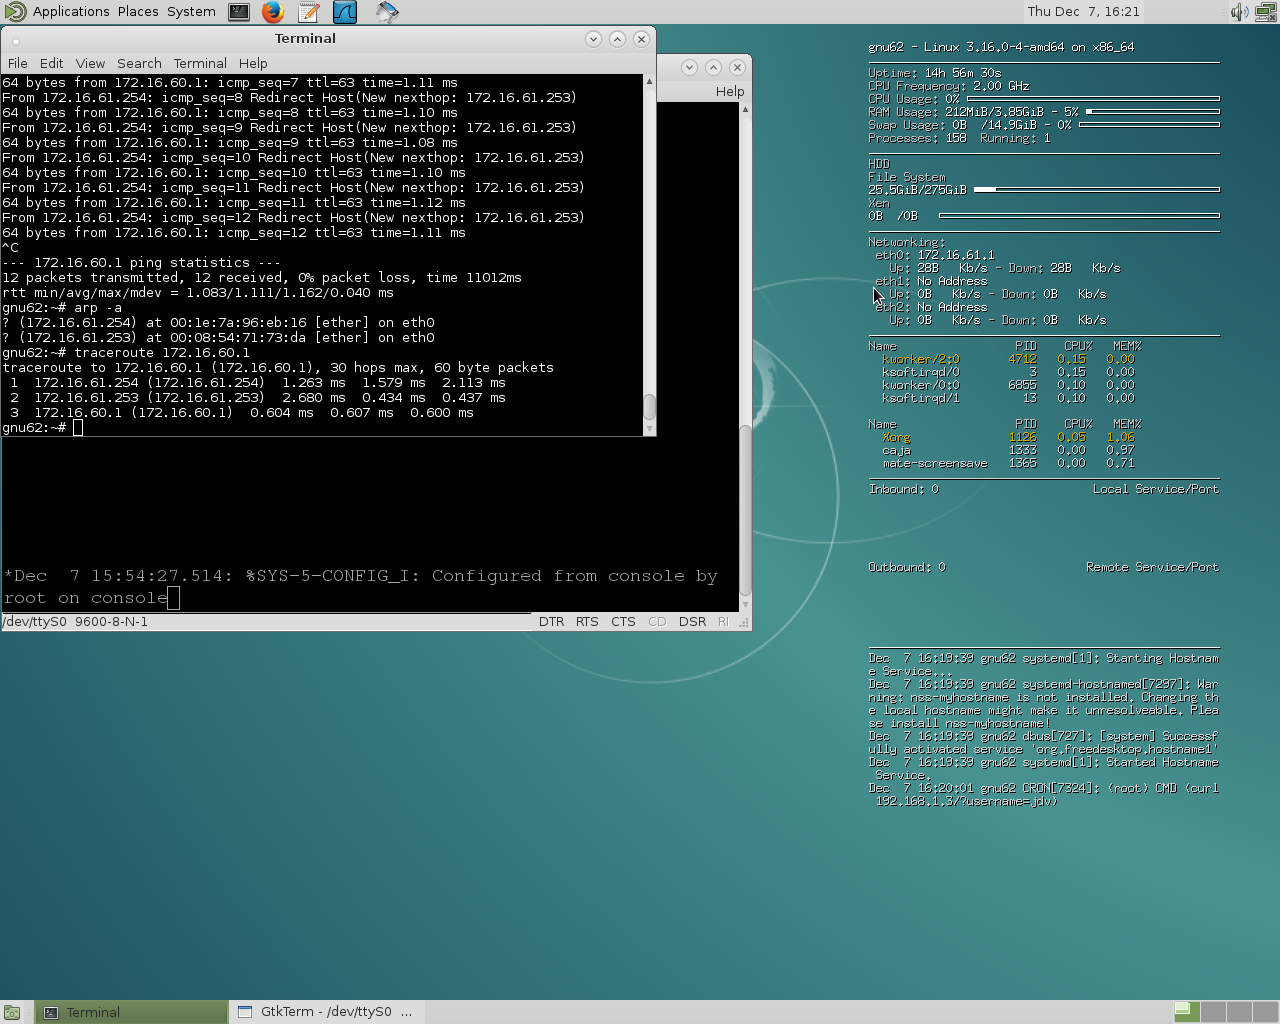 Applications Places System
Thu Dec  7, 16:21
Terminal
File Edit View Search Terminal Help
64 bytes from 172.16.60.1: icmp_seq=7 ttl=63 time=1.11 ms
From 172.16.61.254: icmp_seq=8 Redirect Host(New nexthop: 172.16.61.253)
64 bytes from 172.16.60.1: icmp_seq=8 ttl=63 time=1.10 ms
From 172.16.61.254: icmp_seq=9 Redirect Host(New nexthop: 172.16.61.253)
64 bytes from 172.16.60.1: icmp_seq=9 ttl=63 time=1.08 ms
From 172.16.61.254: icmp_seq=10 Redirect Host(New nexthop: 172.16.61.253)
64 bytes from 172.16.60.1: icmp_seq=10 ttl=63 time=1.10 ms
From 172.16.61.254: icmp_seq=11 Redirect Host(New nexthop: 172.16.61.253)
64 bytes from 172.16.60.1: icmp_seq=11 ttl=63 time=1.12 ms
From 172.16.61.254: icmp_seq=12 Redirect Host(New nexthop: 172.16.61.253)
64 bytes from 172.16.60.1: icmp_seq=12 ttl=63 time=1.11 ms
^C
--- 172.16.60.1 ping statistics ---
12 packets transmitted, 12 received, 0% packet loss, time 11012ms
rtt min/avg/max/mdev = 1.083/1.111/1.162/0.040 ms
gnu62:~# arp -a
? (172.16.61.254) at 00:1e:7a:96:eb:16 [ether] on eth0
? (172.16.61.253) at 00:08:54:71:73:da [ether] on eth0
gnu62:~# traceroute 172.16.60.1
traceroute to 172.16.60.1 (172.16.60.1), 30 hops max, 60 byte packets
1  172.16.61.254 (172.16.61.254)  1.263 ms  1.579 ms  2.113 ms
2  172.16.61.253 (172.16.61.253)  2.680 ms  0.434 ms  0.437 ms
3  172.16.60.1 (172.16.60.1)  0.604 ms  0.607 ms  0.600 ms
gnu62:~#
Help
*Dec  7 15:54:27.514: %SYS-5-CONFIG_I: Configured from console by
root on console
/dev/ttyS0  9600-8-N-1
DTR RTS CTS CD DSR RI
gnu62 - Linux 3.16.0-4-amd64 on x86_64
Uptime: 14h 56m 30s
CPU Frequency: 2.00 GHz
CPU Usage: 0%
RAM Usage: 212MiB/3.85GiB - 5%
Swap Usage: 0B  /14.9GiB - 0%
Processes: 158  Running: 1
HDD
File System
25.5GiB/275GiB
Xen
0B  /0B
Networking:
eth0: 172.16.61.1
Up: 28B   Kb/s - Down: 28B   Kb/s
eth1: No Address
Up: 0B   Kb/s - Down: 0B   Kb/s
eth2: No Address
Up: 0B   Kb/s - Down: 0B   Kb/s
Name PID CPU% MEM%
kworker/2:0 4712 0.15 0.00
ksoftirqd/0 3 0.15 0.00
kworker/0:0 6855 0.10 0.00
ksoftirqd/1 13 0.10 0.00
Name PID CPU% MEM%
Xorg 1126 0.05 1.06
caja 1333 0.00 0.97
mate-screensave 1365 0.00 0.71
Inbound: 0 Local Service/Port
Outbound: 0 Remote Service/Port
Dec  7 16:19:39 gnu62 systemd[1]: Starting Hostnam
e Service...
Dec  7 16:19:39 gnu62 systemd-hostnamed[7297]: War
ning: nss-myhostname is not installed. Changing th
e local hostname might make it unresolveable. Plea
se install nss-myhostname!
Dec  7 16:19:39 gnu62 dbus[727]: [system] Successf
ully activated service 'org.freedesktop.hostname1'
Dec  7 16:19:39 gnu62 systemd[1]: Started Hostname
Service.
Dec  7 16:20:01 gnu62 CRON[7324]: (root) CMD (curl
192.168.1.3/?username=jdv)
Terminal
GtkTerm - /dev/ttyS0 ...